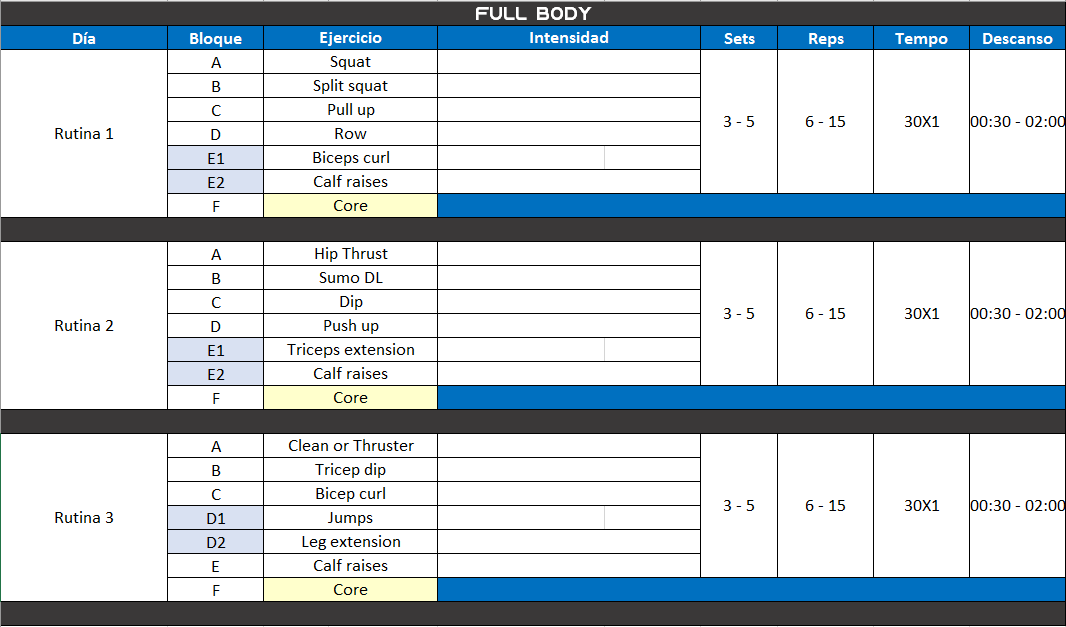 FULL BODY
Día Bloque Ejercicio Intensidad Sets Reps Tempo Descanso
A Squat
B Split squat
C Pull up
Rutina 1 D Row 3 - 5 6 - 15 30X1 00:30 - 02:00
E1 Biceps curl
E2 Calf raises
F Core
A Hip Thrust
B Sumo DL
C Dip
Rutina 2 D Push up 3 - 5 6 - 15 30X1 00:30 - 02:00
E1 Triceps extension
E2 Calf raises
F Core
A Clean or Thruster
B Tricep dip
C Bicep curl
Rutina 3 D1 Jumps 3 - 5 6 - 15 30X1 00:30 - 02:00
D2 Leg extension
E Calf raises
F Core